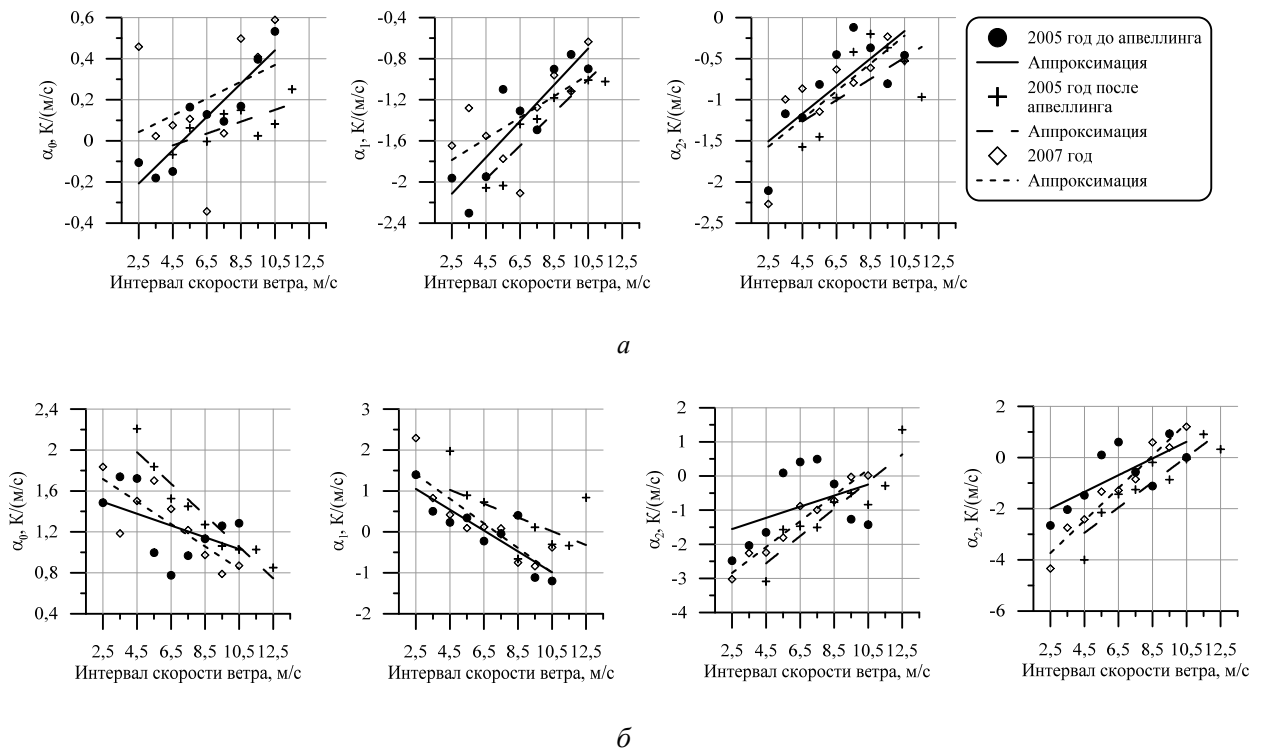 0,6
0,4
0,2
0
-0,2
-0,4
α0, К/(м/с)
2,5 4,5 6,5 8,5 10,5 12,5
Интервал скорости ветра, м/с
-0,4
-0,8
-1,2
-1,6
-2
-2,4
α1, К/(м/с)
2,5 4,5 6,5 8,5 10,5 12,5
Интервал скорости ветра, м/с
0
-0,5
-1
-1,5
-2
-2,5
α2, К/(м/с)
2,5 4,5 6,5 8,5 10,5 12,5
Интервал скорости ветра, м/с
2005 год до апвеллинга
Аппроксимация
2005 год после
апвеллинга
Аппроксимация
2007 год
Аппроксимация
а
2,4
2
1,6
1,2
0,8
0,4
α0, К/(м/с)
2,5 4,5 6,5 8,5 10,5 12,5
Интервал скорости ветра, м/с
3
2
1
0
-1
-2
α1, К/(м/с)
2,5 4,5 6,5 8,5 10,5 12,5
Интервал скорости ветра, м/с
2
1
0
-1
-2
-3
-4
α2, К/(м/с)
2,5 4,5 6,5 8,5 10,5 12,5
Интервал скорости ветра, м/с
2
0
-2
-4
-6
α2, К/(м/с)
2,5 4,5 6,5 8,5 10,5 12,5
Интервал скорости ветра, м/с
б